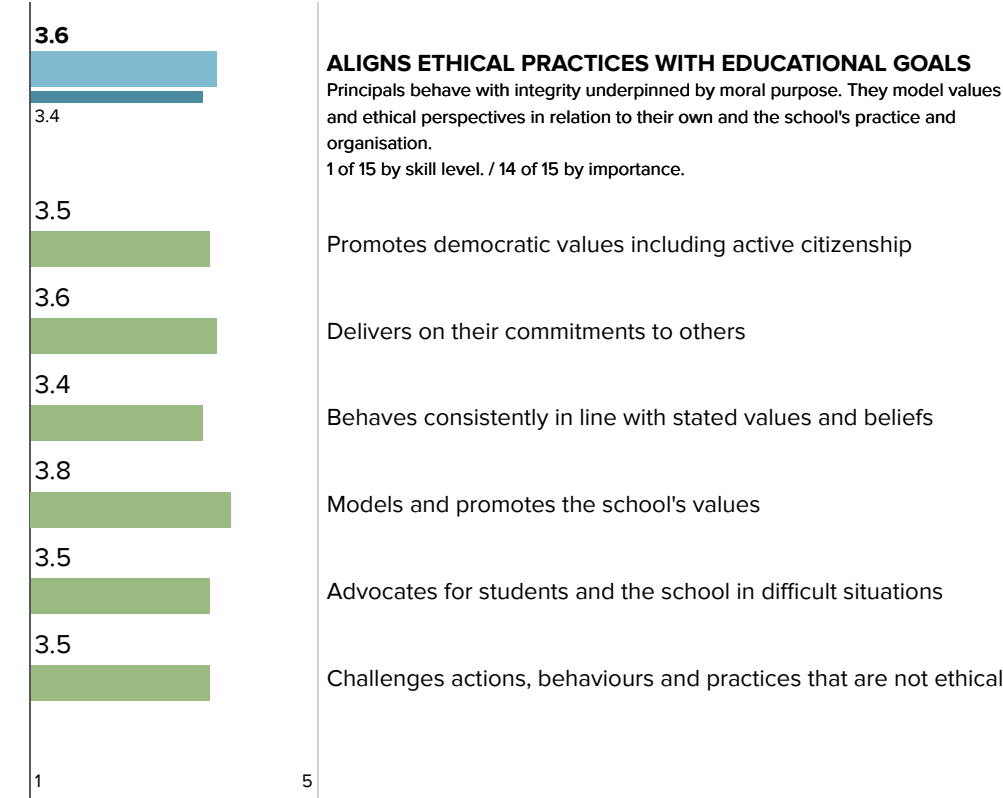 3.6
ALIGNS ETHICAL PRACTICES WITH EDUCATIONAL GOALS
Principals behave with integrity underpinned by moral purpose. They model values
and ethical perspectives in relation to their own and the school's practice and
organisation.
3.4
1 of 15 by skill level. / 14 of 15 by importance.
3.5
Promotes democratic values including active citizenship
3.6
Delivers on their commitments to others
3.4
Behaves consistently in line with stated values and beliefs
3.8
Models and promotes the school's values
3.5
Advocates for students and the school in difficult situations
3.5
Challenges actions, behaviours and practices that are not ethical
1
5